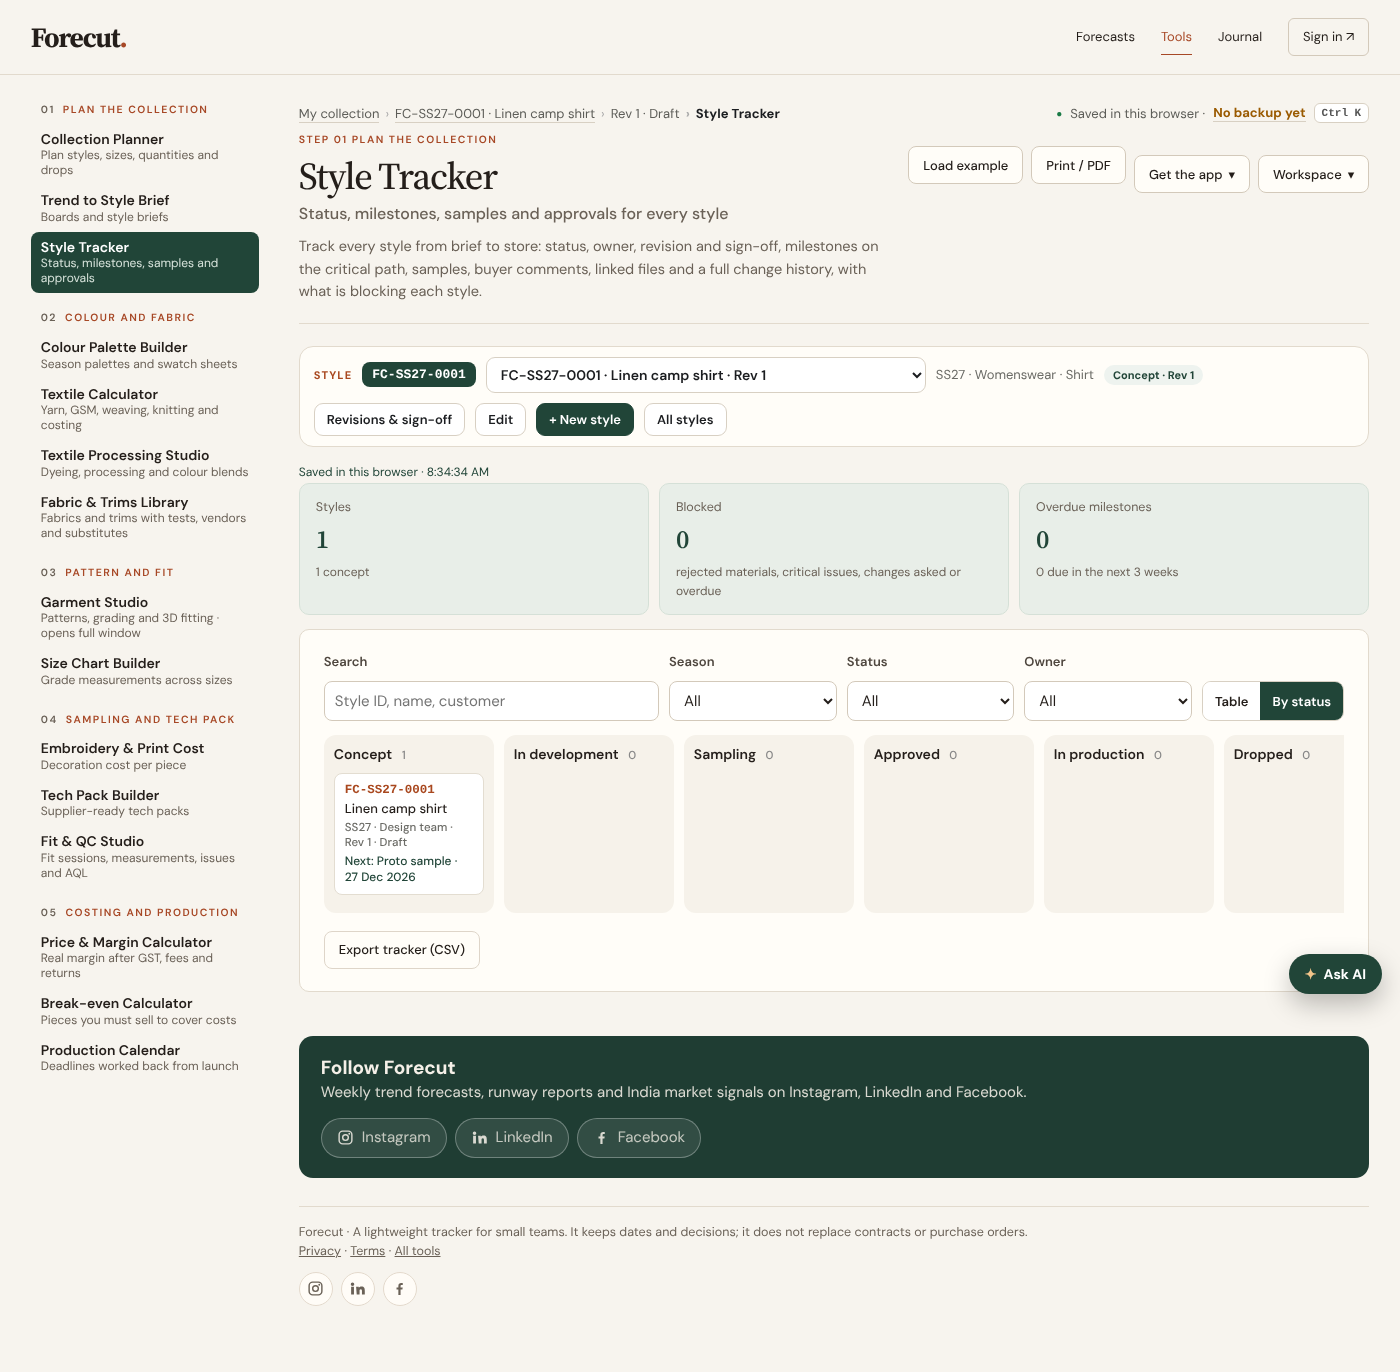 Forecut.
Forecasts
Tools
Journal
Sign in ↗
01 PLAN THE COLLECTION
Collection Planner
Plan styles, sizes, quantities and
drops
Trend to Style Brief
Boards and style briefs
Style Tracker
Status, milestones, samples and
approvals
02 COLOUR AND FABRIC
Colour Palette Builder
Season palettes and swatch sheets
Textile Calculator
Yarn, GSM, weaving, knitting and
costing
Textile Processing Studio
Dyeing, processing and colour blends
Fabric & Trims Library
Fabrics and trims with tests, vendors
and substitutes
03 PATTERN AND FIT
Garment Studio
Patterns, grading and 3D fitting ·
opens full window
Size Chart Builder
Grade measurements across sizes
04 SAMPLING AND TECH PACK
Embroidery & Print Cost
Decoration cost per piece
Tech Pack Builder
Supplier-ready tech packs
Fit & QC Studio
Fit sessions, measurements, issues
and AQL
05 COSTING AND PRODUCTION
Price & Margin Calculator
Real margin after GST, fees and
returns
Break-even Calculator
Pieces you must sell to cover costs
Production Calendar
Deadlines worked back from launch
My collection › FC-SS27-0001 · Linen camp shirt › Rev 1 · Draft › Style Tracker
Saved in this browser · No backup yet Ctrl K
STEP 01 PLAN THE COLLECTION
Style Tracker
Status, milestones, samples and approvals for every style
Track every style from brief to store: status, owner, revision and sign-off, milestones on
the critical path, samples, buyer comments, linked files and a full change history, with
what is blocking each style.
Load example
Print / PDF
Get the app ▾
Workspace ▾
STYLE FC-SS27-0001 FC-SS27-0001 · Linen camp shirt · Rev 1 SS27 · Womenswear · Shirt Concept · Rev 1
Revisions & sign-off
Edit
+ New style
All styles
Saved in this browser · 8:34:34 AM
Styles
1
1 concept
Blocked
0
rejected materials, critical issues, changes asked or
overdue
Overdue milestones
0
0 due in the next 3 weeks
Search
Style ID, name, customer
Season
All
Status
All
Owner
All
Table
By status
Concept 1
FC-SS27-0001
Linen camp shirt
SS27 · Design team ·
Rev 1 · Draft
Next: Proto sample ·
27 Dec 2026
In development 0
Sampling 0
Approved 0
In production 0
Dropped 0
Export tracker (CSV)
✦ Ask AI
Follow Forecut
Weekly trend forecasts, runway reports and India market signals on Instagram, LinkedIn and Facebook.
Instagram
LinkedIn
Facebook
Forecut · A lightweight tracker for small teams. It keeps dates and decisions; it does not replace contracts or purchase orders.
Privacy · Terms · All tools